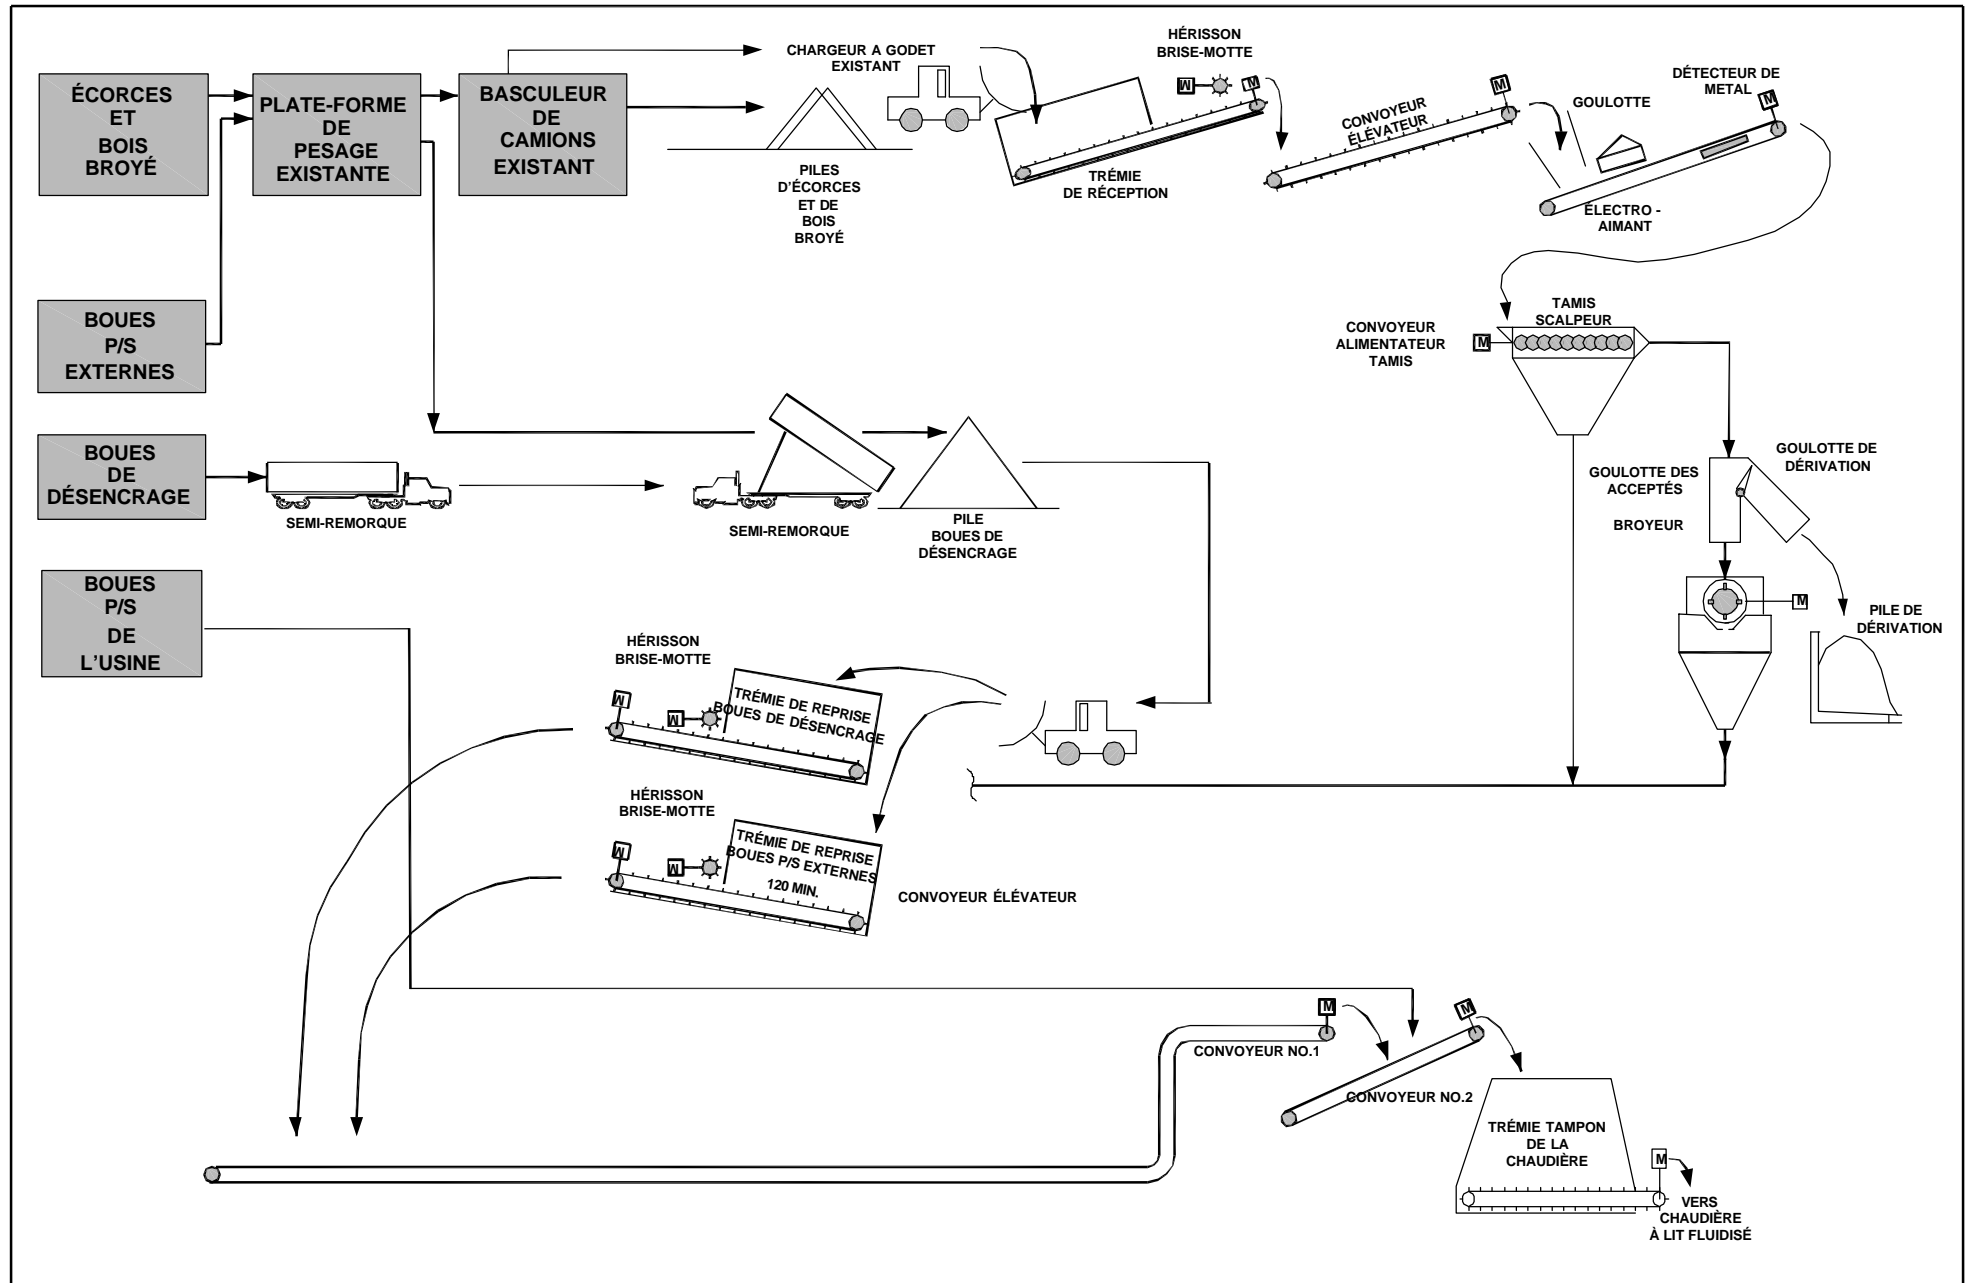 ÉCORCES
ET
BOIS
BROYÉ
PLATE-FORME
DE
PESAGE
EXISTANTE
BASCULEUR
DE
CAMIONS
EXISTANT
CHARGEUR A GODET
EXISTANT
PILES
D'ÉCORCES
ET DE
BOIS
BROYÉ
HÉRISSON
BRISE-MOTTE
M
M
TRÉMIE
DE RÉCEPTION
CONVOYEUR
ÉLÉVATEUR
M
GOULOTTE
DÉTECTEUR DE
METAL
M
ÉLECTRO -
AIMANT
BOUES
P/S
EXTERNES
CONVOYEUR
ALIMENTATEUR
TAMIS
M
TAMIS
SCALPEUR
BOUES
DE
DÉSENCRAGE
SEMI-REMORQUE
SEMI-REMORQUE
PILE
BOUES DE
DÉSENCRAGE
GOULOTTE DES
ACCEPTÉS
BROYEUR
GOULOTTE DE
DÉRIVATION
M
PILE DE
DÉRIVATION
BOUES
P/S
DE
L'USINE
HÉRISSON
BRISE-MOTTE
M
M
TRÉMIE DE REPRISE
BOUES DE DÉSENCRAGE
HÉRISSON
BRISE-MOTTE
M
M
TRÉMIE DE REPRISE
BOUES P/S EXTERNES
120 MIN.
CONVOYEUR ÉLÉVATEUR
M
CONVOYEUR NO.1
M
CONVOYEUR NO.2
TRÉMIE TAMPON
DE LA
CHAUDIÈRE
M
VERS
CHAUDIÈRE
À LIT FLUIDISÉ